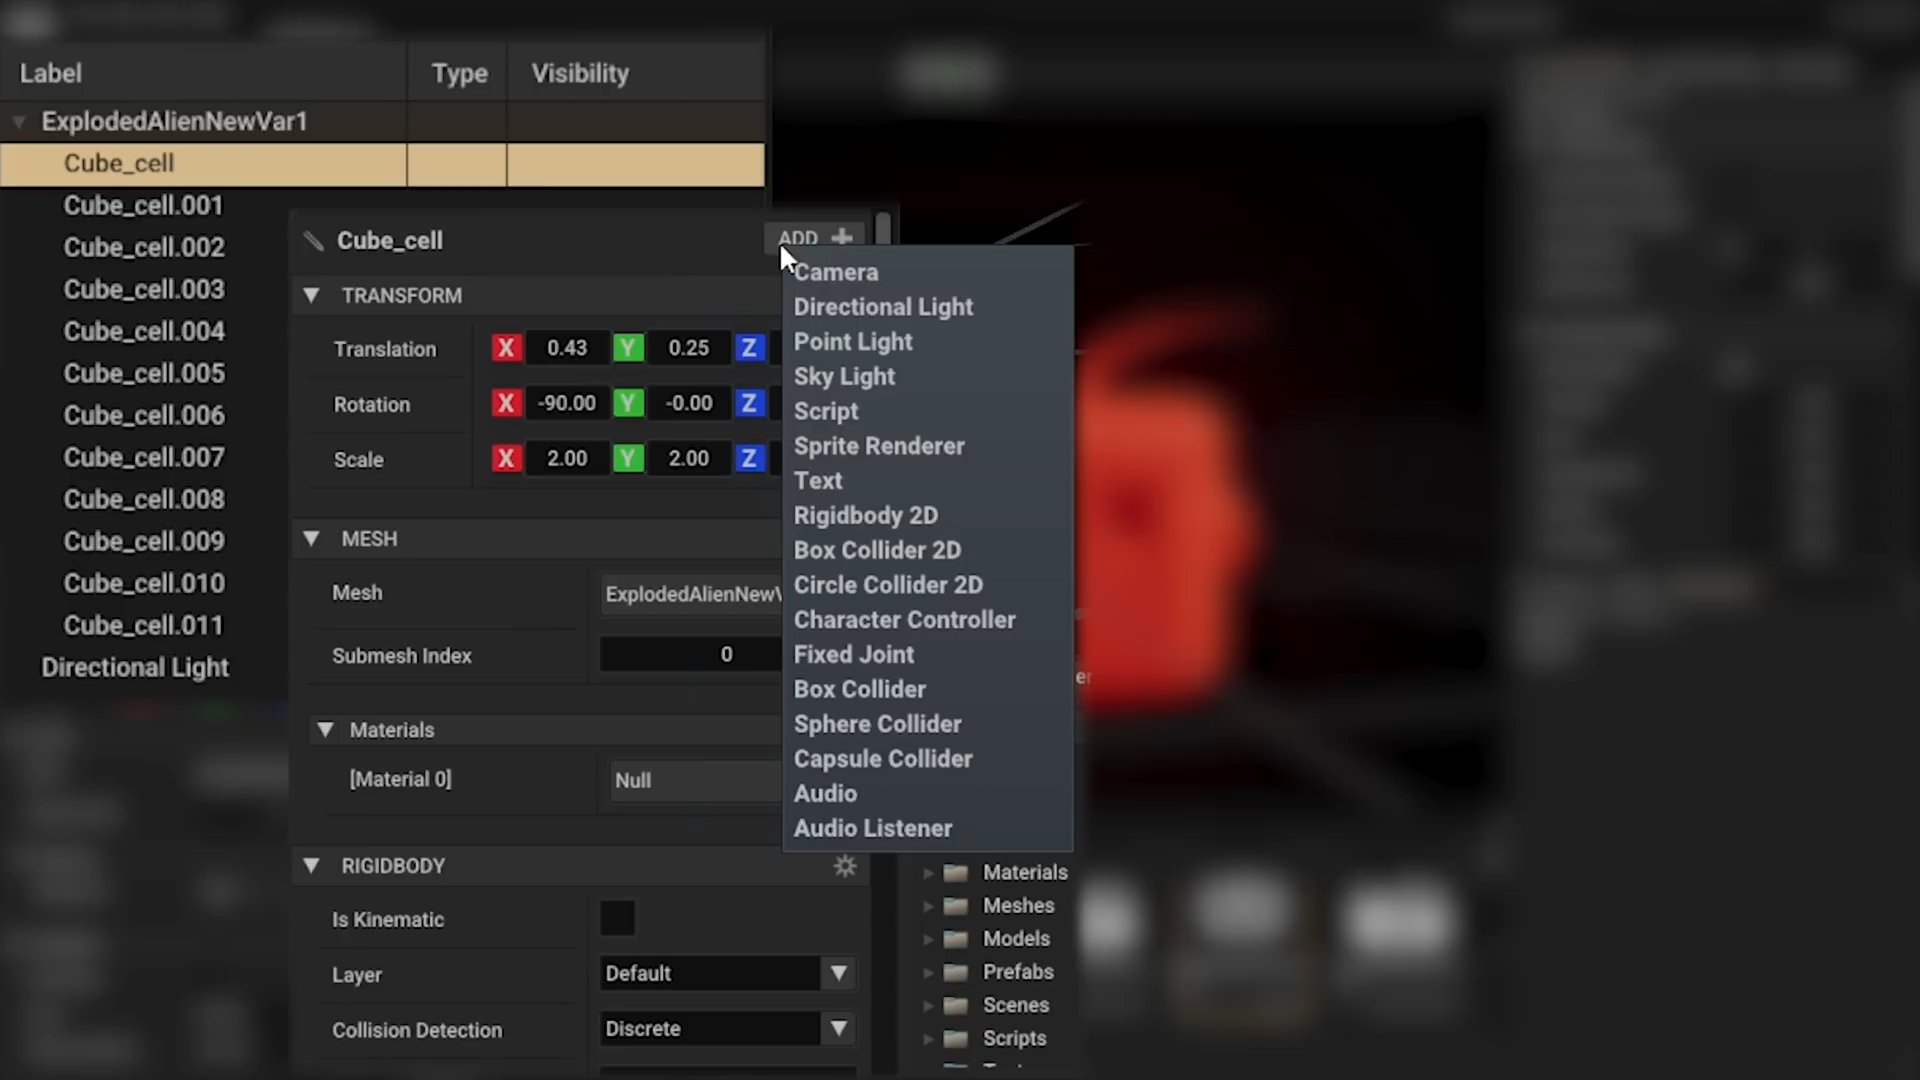 Label Type Visibility
ExplodedAlienNewVar1
Cube_cell
Cube_cell.001
Cube_cell.002
Cube_cell.003
Cube_cell.004
Cube_cell.005
Cube_cell.006
Cube_cell.007
Cube_cell.008
Cube_cell.009
Cube_cell.010
Cube_cell.011
Directional Light
Cube_cell ADD
TRANSFORM
Translation X 0.43 Y 0.25 Z
Rotation X -90.00 Y -0.00 Z
Scale X 2.00 Y 2.00 Z
MESH
Mesh ExplodedAlienNewV
Submesh Index 0
Materials
[Material 0] Null
RIGIDBODY
Is Kinematic
Layer Default
Collision Detection Discrete
Camera
Directional Light
Point Light
Sky Light
Script
Sprite Renderer
Text
Rigidbody 2D
Box Collider 2D
Circle Collider 2D
Character Controller
Fixed Joint
Box Collider
Sphere Collider
Capsule Collider
Audio
Audio Listener
Materials
Meshes
Models
Prefabs
Scenes
Scripts